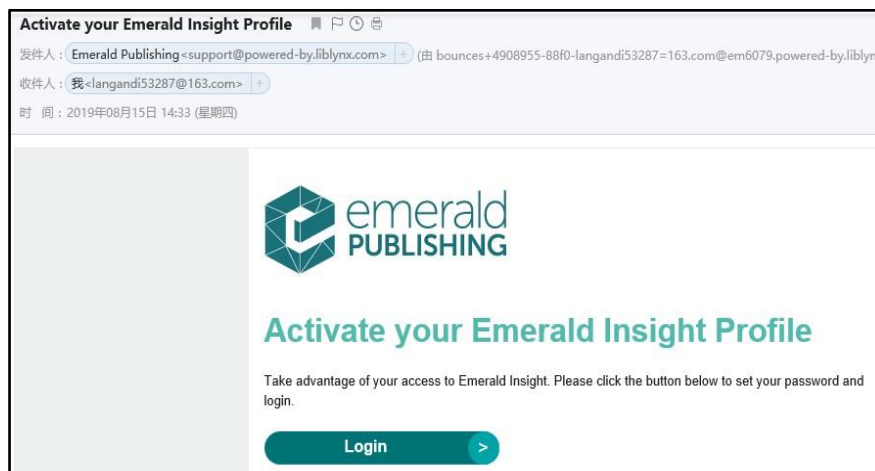 Activate your Emerald Insight Profile
发件人：Emerald Publishing<support@powered-by.liblynx.com> + (由 bounces+4908955-88f0-langandi53287=163.com@em6079.powered-by.liblyn
收件人：我<langandi53287@163.com> +
时 间：2019年08月15日 14:33 (星期四)
emerald
PUBLISHING
Activate your Emerald Insight Profile
Take advantage of your access to Emerald Insight. Please click the button below to set your password and
login.
Login >